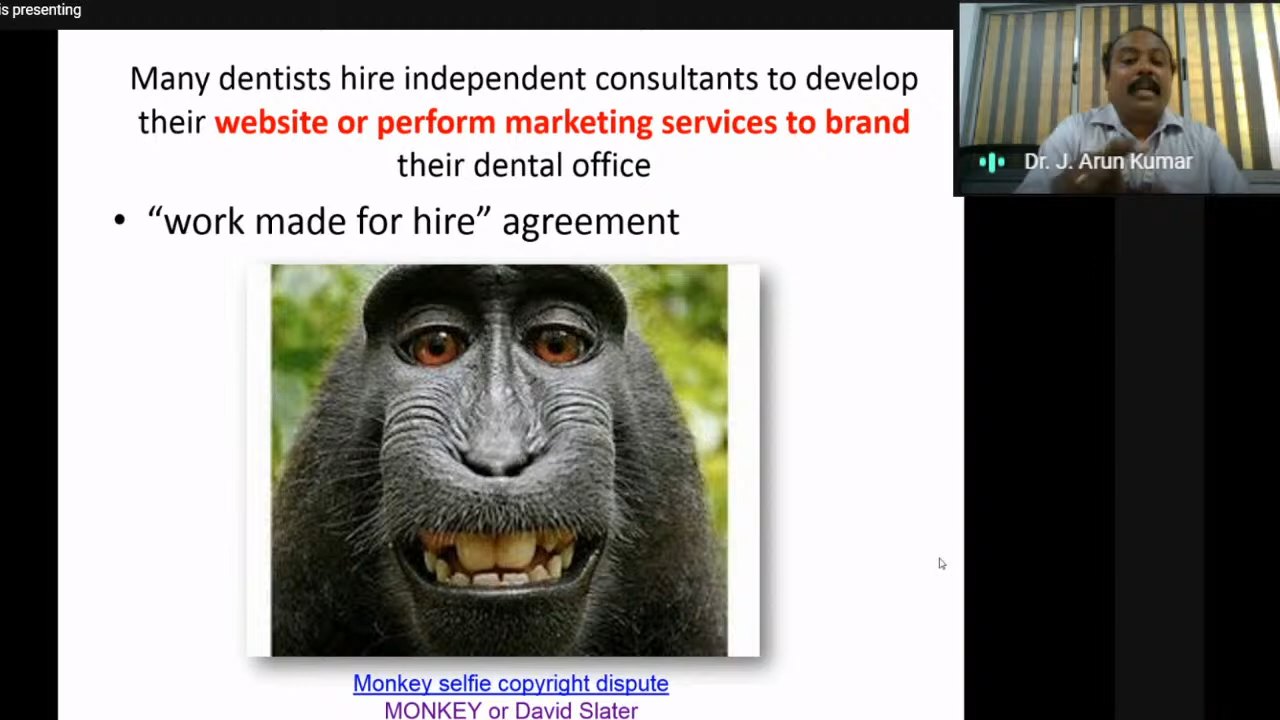 is presenting
Many dentists hire independent consultants to develop
their website or perform marketing services to brand
their dental office
• “work made for hire” agreement
Dr. J. Arun Kumar
Monkey selfie copyright dispute
MONKEY or David Slater